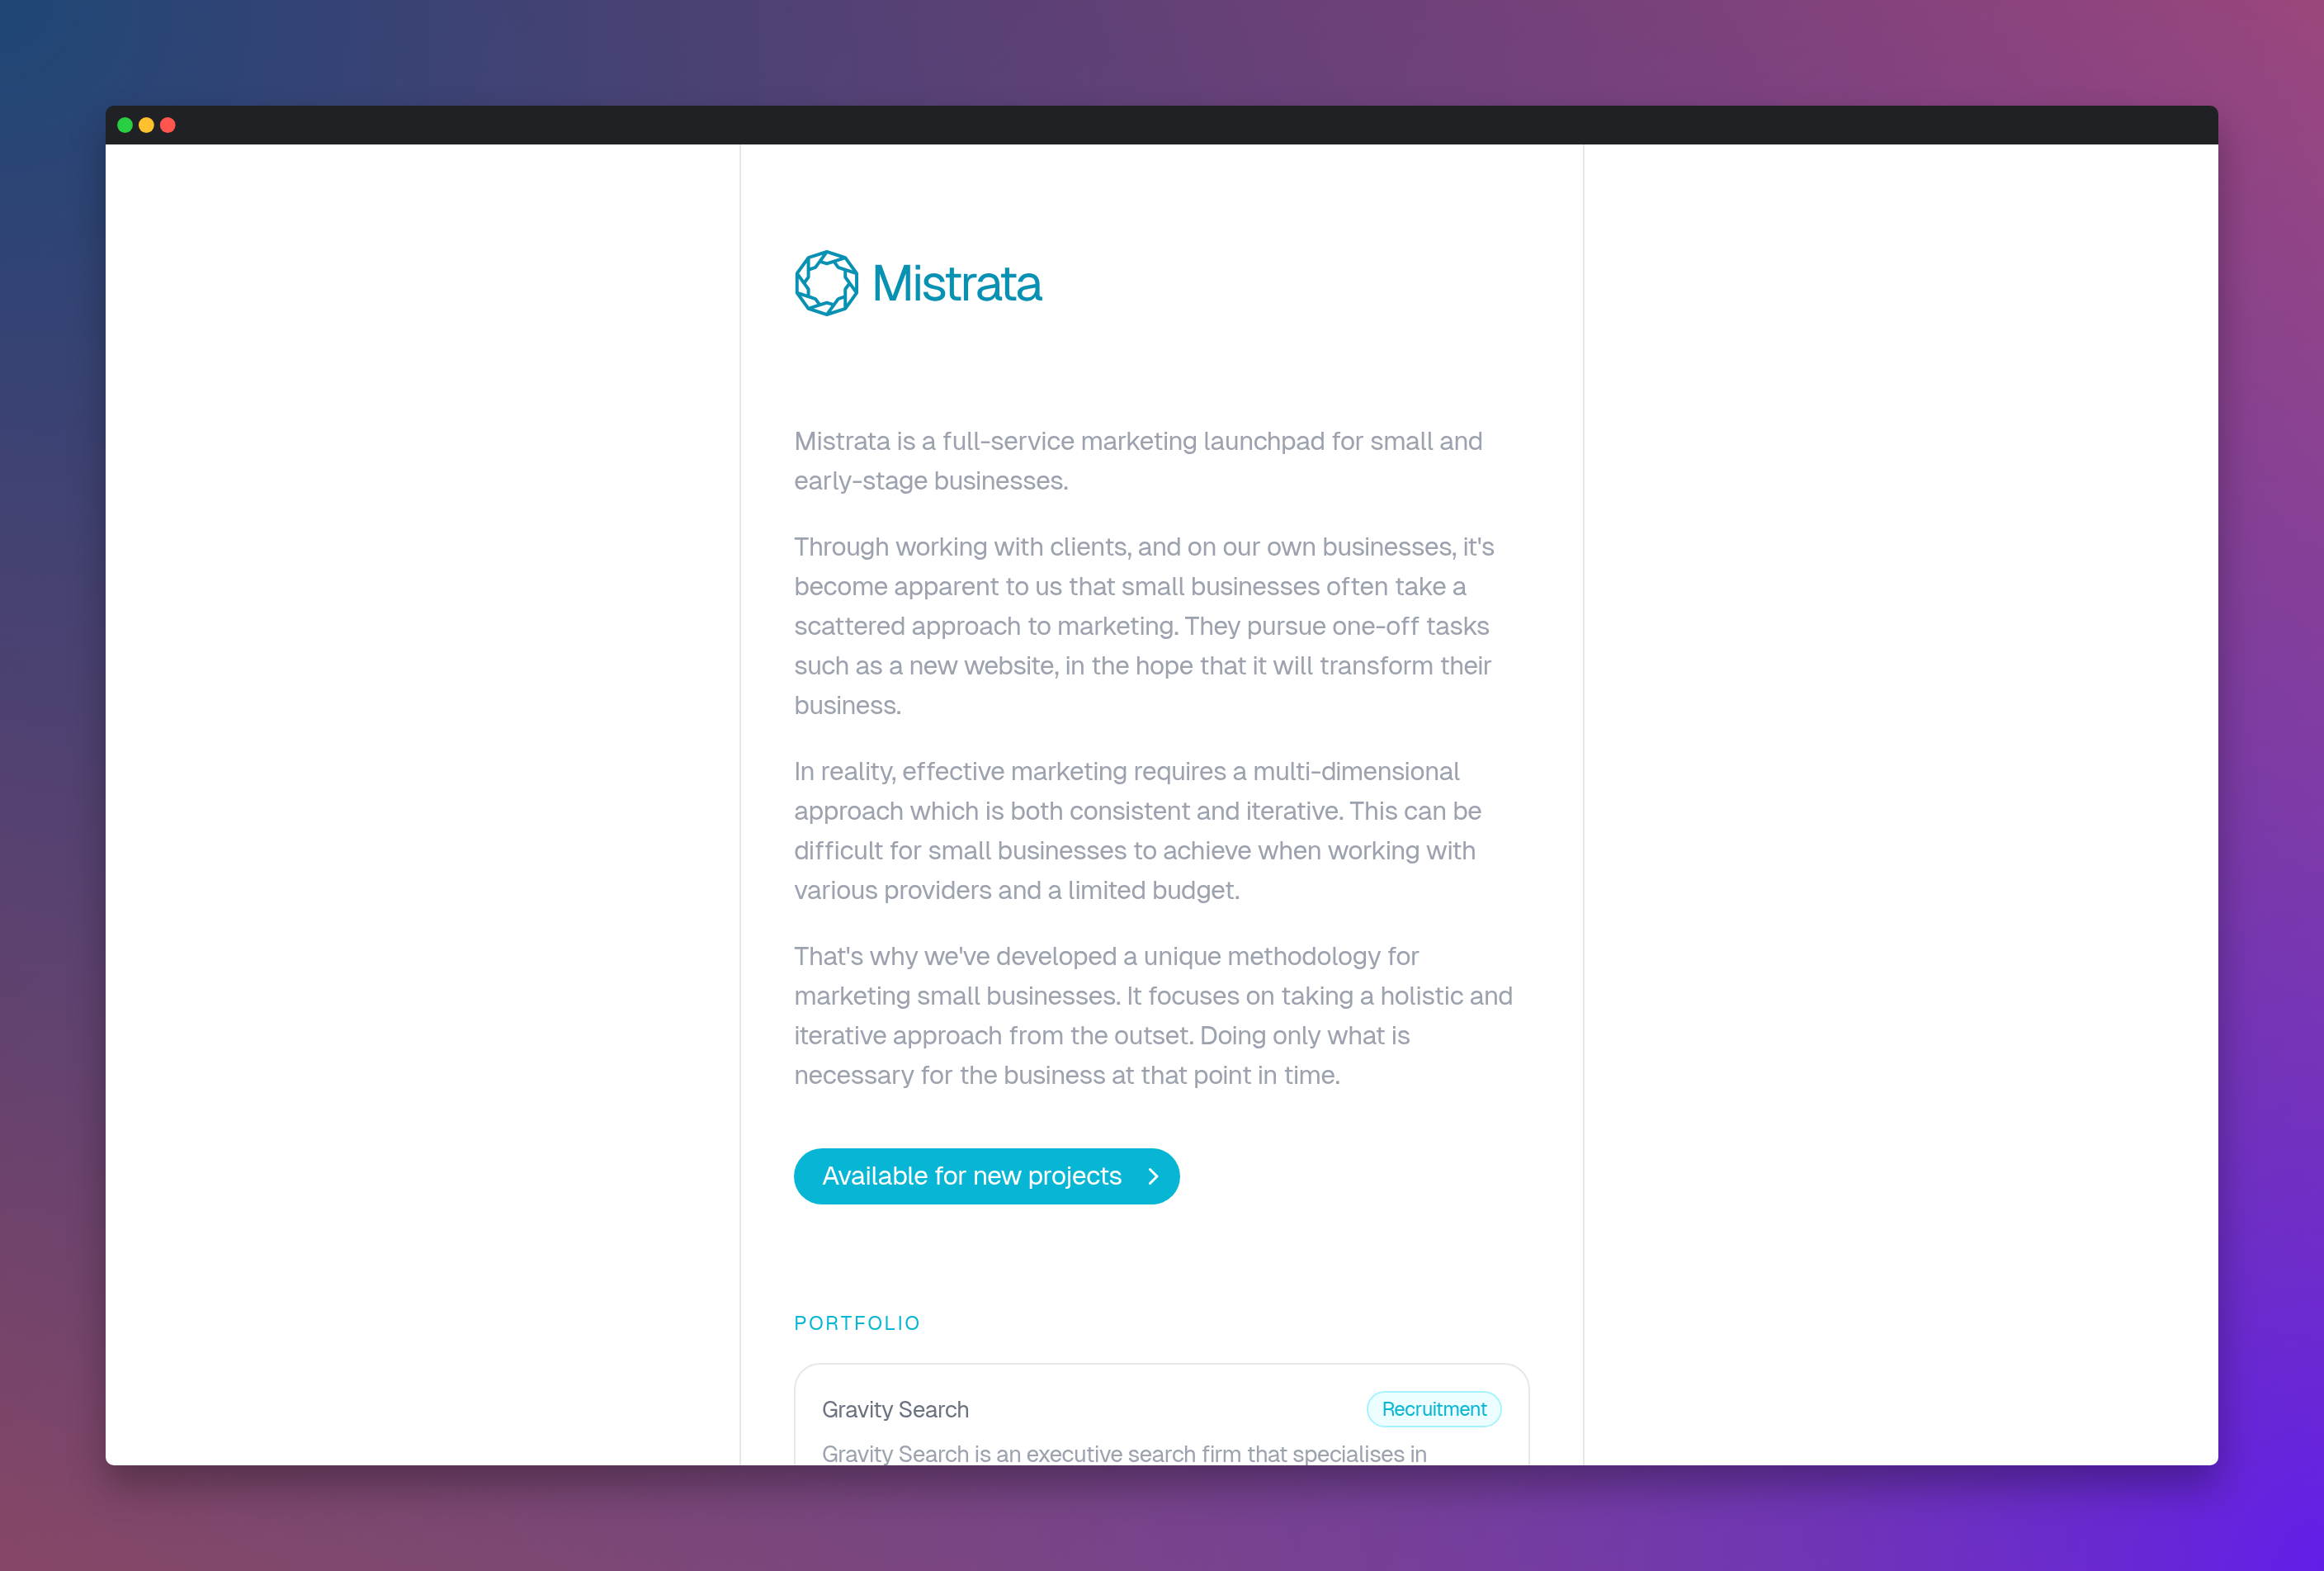 Mistrata
Mistrata is a full-service marketing launchpad for small and
early-stage businesses.
Through working with clients, and on our own businesses, it's
become apparent to us that small businesses often take a
scattered approach to marketing. They pursue one-off tasks
such as a new website, in the hope that it will transform their
business.
In reality, effective marketing requires a multi-dimensional
approach which is both consistent and iterative. This can be
difficult for small businesses to achieve when working with
various providers and a limited budget.
That's why we've developed a unique methodology for
marketing small businesses. It focuses on taking a holistic and
iterative approach from the outset. Doing only what is
necessary for the business at that point in time.
Available for new projects
PORTFOLIO
Gravity Search
Recruitment
Gravity Search is an executive search firm that specialises in